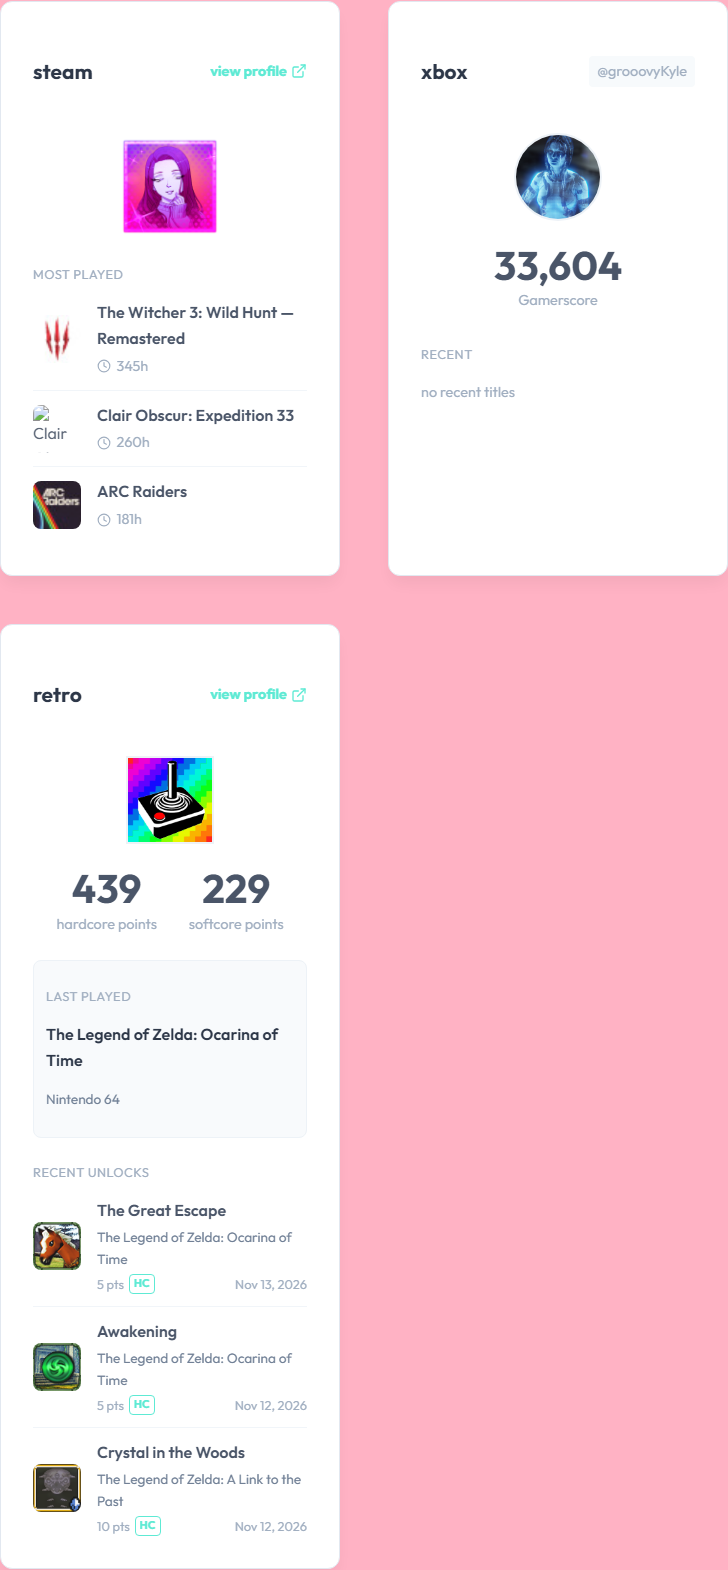 steam
view profile
MOST PLAYED
The Witcher 3: Wild Hunt —
Remastered
345h
Clair
Clair Obscur: Expedition 33
260h
ARC
Raiders
ARC Raiders
181h
xbox
@grooovyKyle
33,604
Gamerscore
RECENT
no recent titles
retro
view profile
439
hardcore points
229
softcore points
LAST PLAYED
The Legend of Zelda: Ocarina of
Time
Nintendo 64
RECENT UNLOCKS
The Great Escape
The Legend of Zelda: Ocarina of
Time
5 pts HC Nov 13, 2026
Awakening
The Legend of Zelda: Ocarina of
Time
5 pts HC Nov 12, 2026
Crystal in the Woods
The Legend of Zelda: A Link to the
Past
10 pts HC Nov 12, 2026